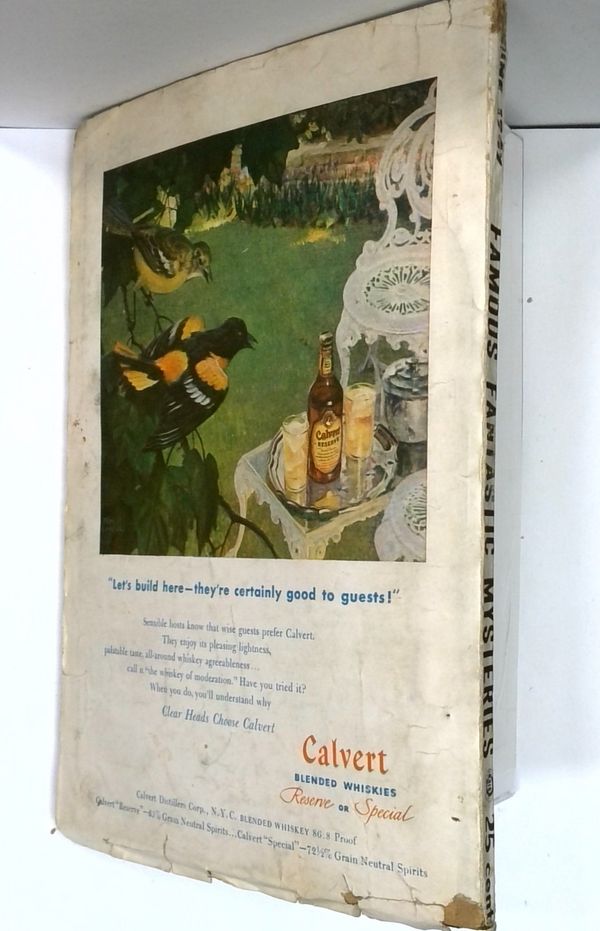 "Let's build here—they're certainly good to guests!"
Sensible hosts know that wise guests prefer Calvert.
They enjoy its pleasing lightness,
palatable taste, all-around whiskey agreeableness...
call it "the whiskey of moderation." Have you tried it?
When you do, you'll understand why
Clear Heads Choose Calvert
Calvert
BLENDED WHISKIES
Reserve OR Special
Calvert Distillers Corp., N.Y.C. BLENDED WHISKEY 86.8 Proof
Calvert "Reserve"—65% Grain Neutral Spirits...Calvert "Special"—72½% Grain Neutral Spirits
Calvert
RESERVE
JUNE FAMOUS FANTASTIC MYSTERIES 25 cents